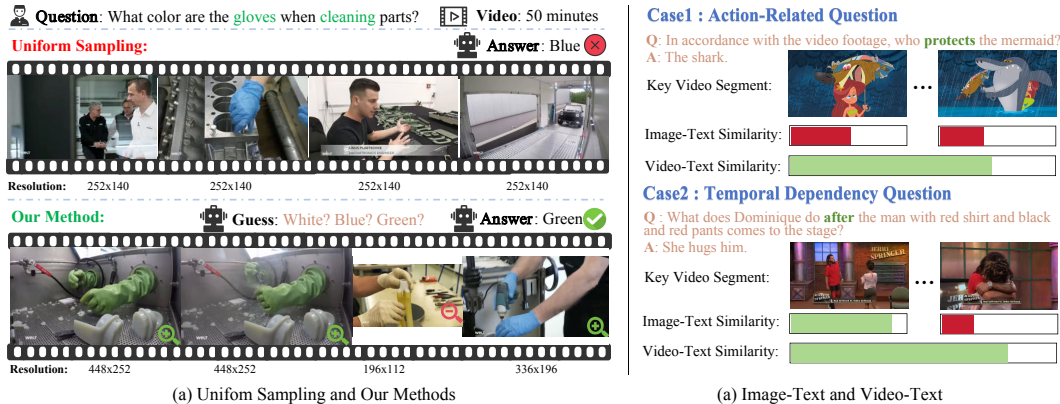 Question: What color are the gloves when cleaning parts?
Video: 50 minutes
Uniform Sampling:
Answer: Blue
Resolution:
252x140
252x140
252x140
252x140
Our Method:
Guess: White? Blue? Green?
Answer: Green
WELT
WELT
Resolution:
448x252
448x252
196x112
336x196
(a) Unifom Sampling and Our Methods
Case1 : Action-Related Question
Q: In accordance with the video footage, who protects the mermaid?
A: The shark.
Key Video Segment:
...
Image-Text Similarity:
Video-Text Similarity:
Case2 : Temporal Dependency Question
Q : What does Dominique do after the man with red shirt and black
and red pants comes to the stage?
A: She hugs him.
JERRY
SPRINGER
Key Video Segment:
...
Image-Text Similarity:
Video-Text Similarity:
(a) Image-Text and Video-Text